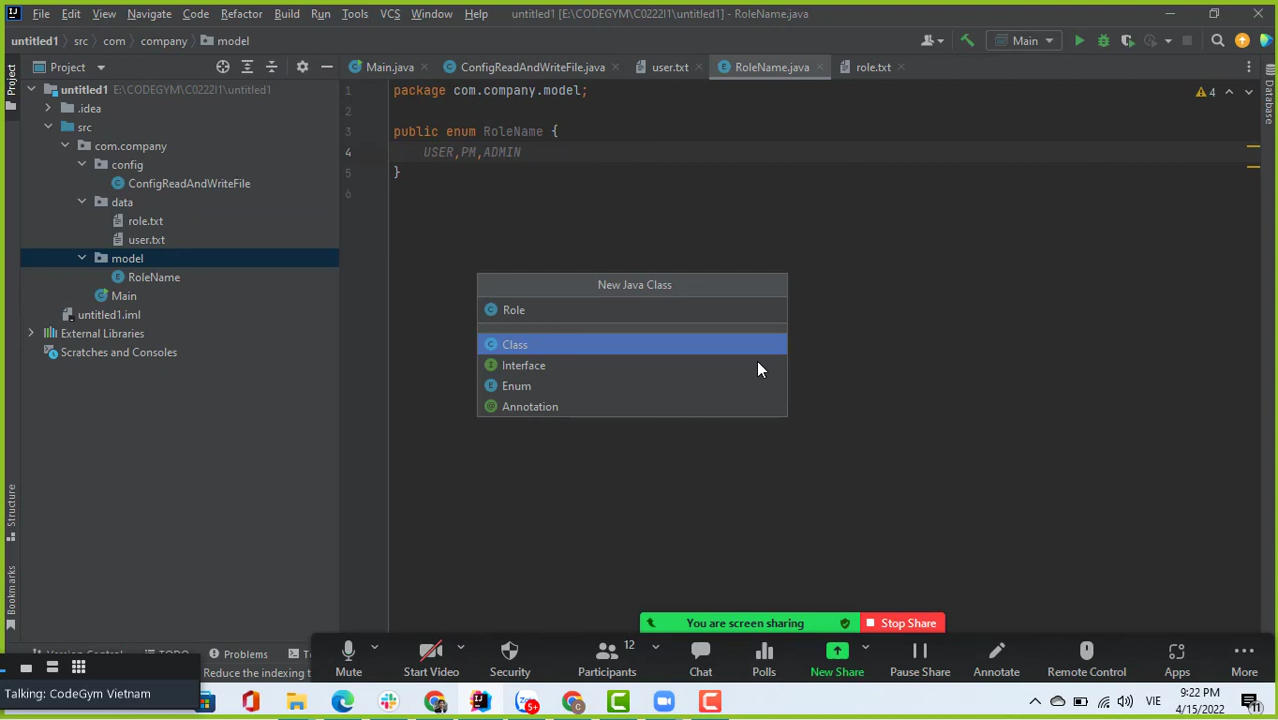 File Edit View Navigate Code Refactor Build Run Tools VCS Window Help untitled1 [E:\CODEGYM\C0222I1\untitled1] - RoleName.java
untitled1 src com company model Main
Project Main.java ConfigReadAndWriteFile.java user.txt RoleName.java role.txt
Project
Database
untitled1 E:\CODEGYM\C0222I1\untitled1
.idea
src
com.company
config
ConfigReadAndWriteFile
data
role.txt
user.txt
model
RoleName
Main
untitled1.iml
External Libraries
Scratches and Consoles
1 package com.company.model;
2
3 public enum RoleName {
4 USER,PM,ADMIN
5 }
6
4
New Java Class
Role
Class
Interface
Enum
Annotation
Structure
Bookmarks
You are screen sharing Stop Share
Problems
Mute Start Video Security Participants 12 Chat Polls New Share Pause Share Annotate Remote Control Apps More
Talking: CodeGym Vietnam
VIE 9:22 PM
4/15/2022